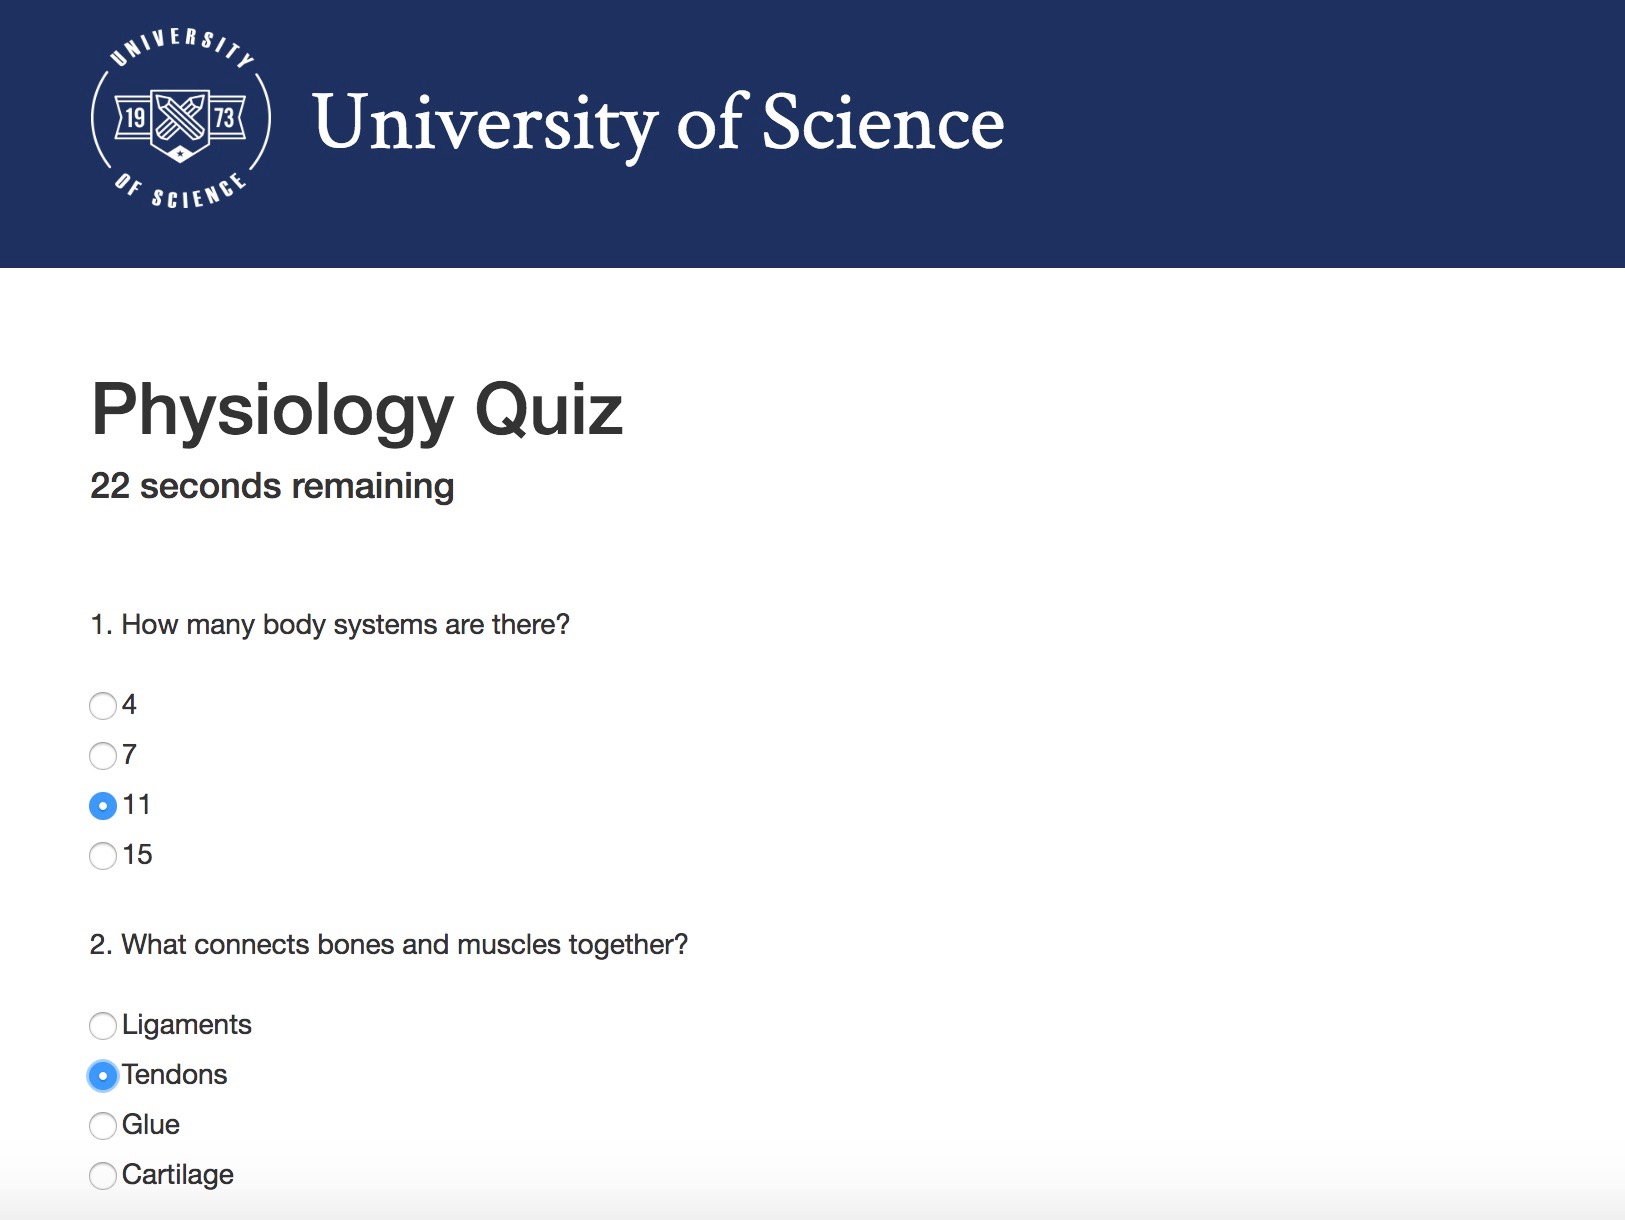 UNIVERSITY
19 73
OF SCIENCE
University of Science
Physiology Quiz
22 seconds remaining
1. How many body systems are there?
4
7
11
15
2. What connects bones and muscles together?
Ligaments
Tendons
Glue
Cartilage